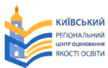 КИЇВСЬКИЙ
РЕГІОНАЛЬНИЙ
ЦЕНТР ОЦІНЮВАННЯ
ЯКОСТІ ОСВІТИ